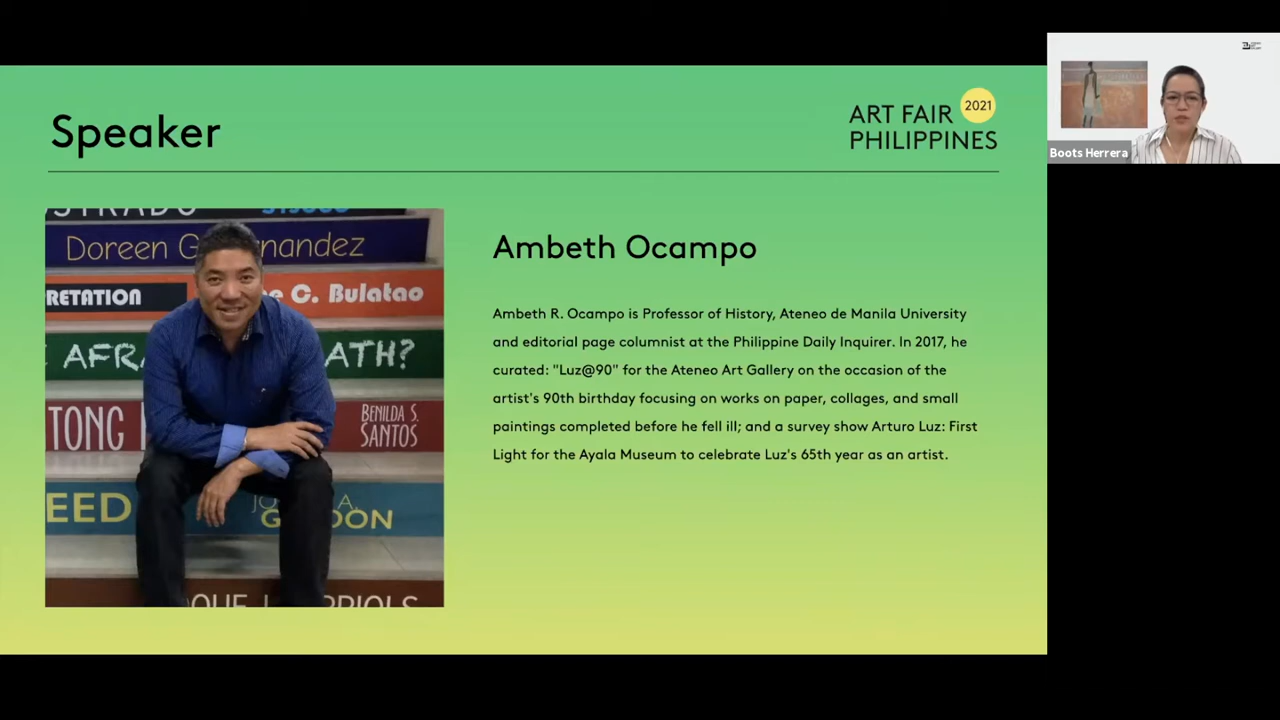 Speaker
ART FAIR 2021
PHILIPPINES
Doreen G
nandez
RETATION
e C. Bulatao
AFRA
ATH?
TONG
BENILDA S.
SANTOS
EED
JO A.
G DON
Ambeth Ocampo
Ambeth R. Ocampo is Professor of History, Ateneo de Manila University
and editorial page columnist at the Philippine Daily Inquirer. In 2017, he
curated: "Luz@90" for the Ateneo Art Gallery on the occasion of the
artist's 90th birthday focusing on works on paper, collages, and small
paintings completed before he fell ill; and a survey show Arturo Luz: First
Light for the Ayala Museum to celebrate Luz's 65th year as an artist.
Boots Herrera